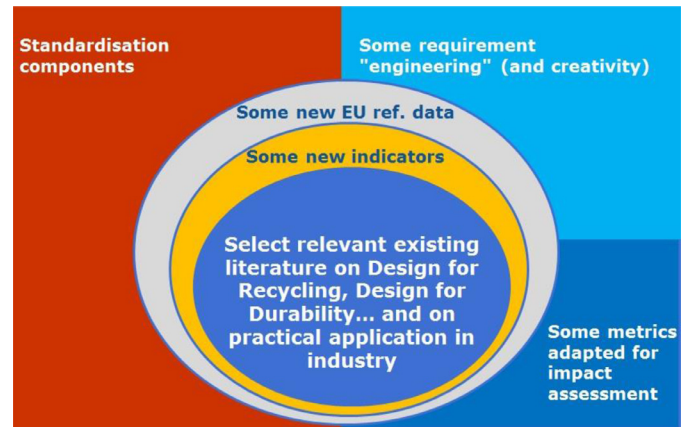 Standardisation
components
Some requirement
"engineering" (and creativity)
Some new EU ref. data
Some new indicators
Select relevant existing
literature on Design for
Recycling, Design for
Durability... and on
practical application in
industry
Some metrics
adapted for
impact
assessment